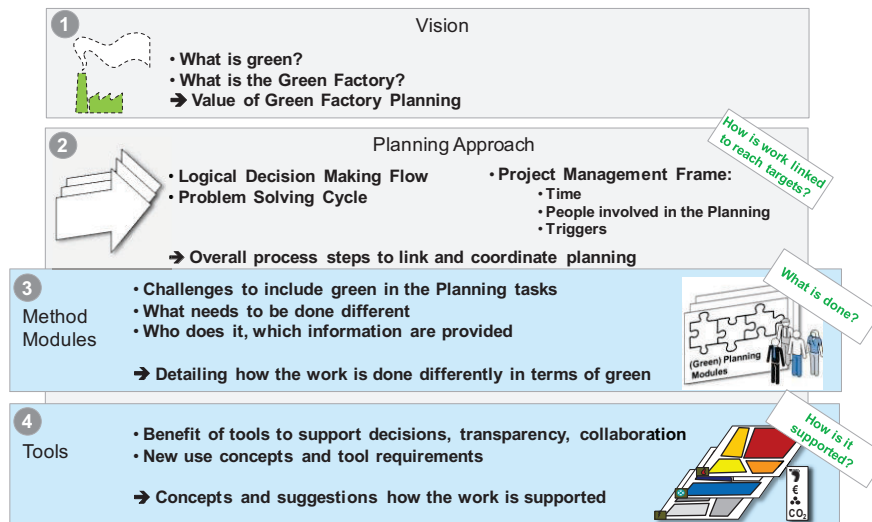 1
Vision
• What is green?
• What is the Green Factory?
➔ Value of Green Factory Planning
2
Planning Approach
How is work linked
to reach targets?
• Logical Decision Making Flow
• Problem Solving Cycle
• Project Management Frame:
• Time
• People involved in the Planning
• Triggers
➔ Overall process steps to link and coordinate planning
3
Method
Modules
• Challenges to include green in the Planning tasks
• What needs to be done different
• Who does it, which information are provided
➔ Detailing how the work is done differently in terms of green
What is done?
(Green) Planning
Modules
4
Tools
• Benefit of tools to support decisions, transparency, collaboration
• New use concepts and tool requirements
➔ Concepts and suggestions how the work is supported
How is it
supported?
€
CO₂